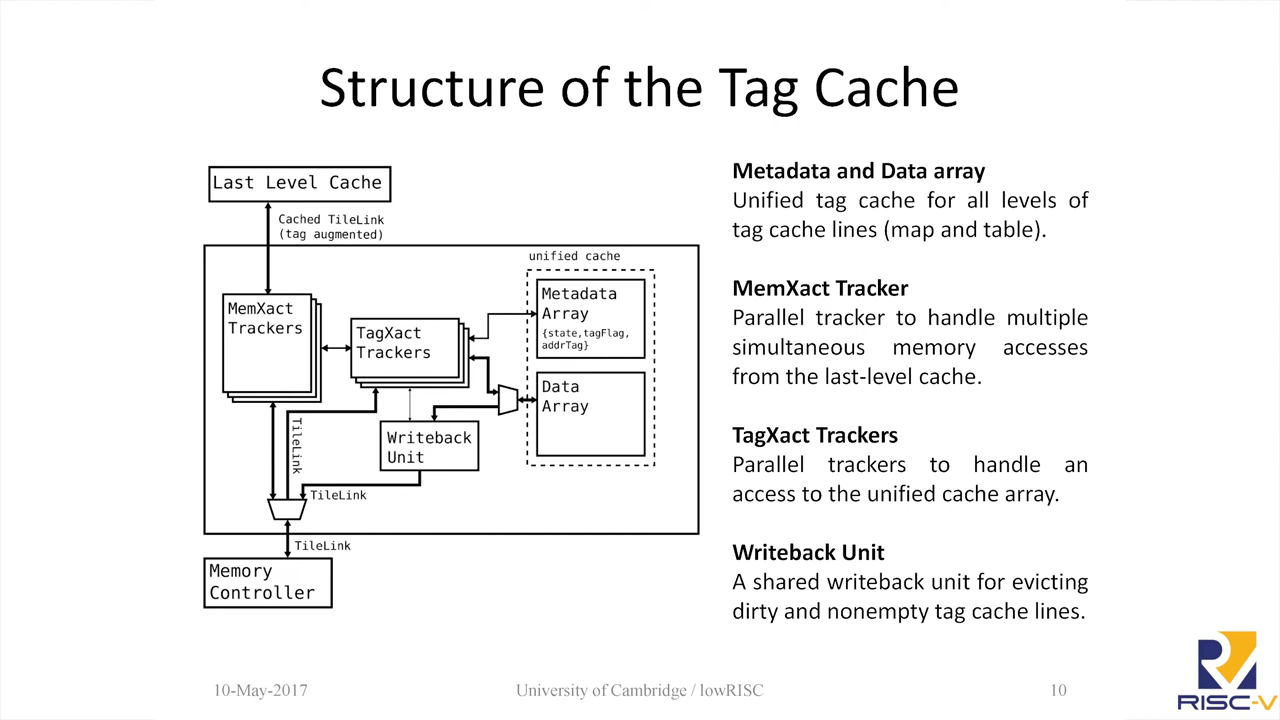 Structure of the Tag Cache
Last Level Cache
Cached TileLink
(tag augmented)
unified cache
MemXact
Trackers
TagXact
Trackers
Metadata
Array
{state,tagFlag,
addrTag}
Data
Array
Writeback
Unit
TileLink
TileLink
TileLink
Memory
Controller
Metadata and Data array
Unified tag cache for all levels of
tag cache lines (map and table).
MemXact Tracker
Parallel tracker to handle multiple
simultaneous memory accesses
from the last-level cache.
TagXact Trackers
Parallel trackers to handle an
access to the unified cache array.
Writeback Unit
A shared writeback unit for evicting
dirty and nonempty tag cache lines.
10-May-2017
University of Cambridge / lowRISC
10
RISC-V